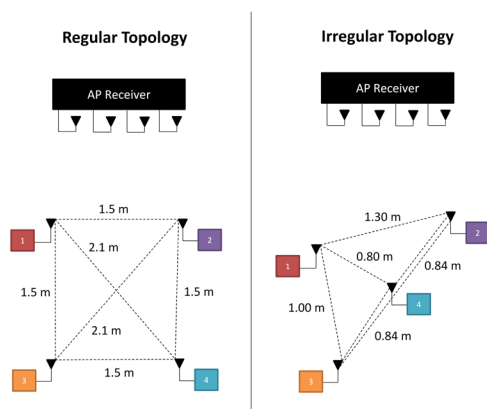 Regular Topology
AP Receiver
1.5 m
1
2
2.1 m
1.5 m
1.5 m
2.1 m
1.5 m
3
4
Irregular Topology
AP Receiver
1.30 m
2
0.80 m
1
0.84 m
1.00 m
4
0.84 m
3